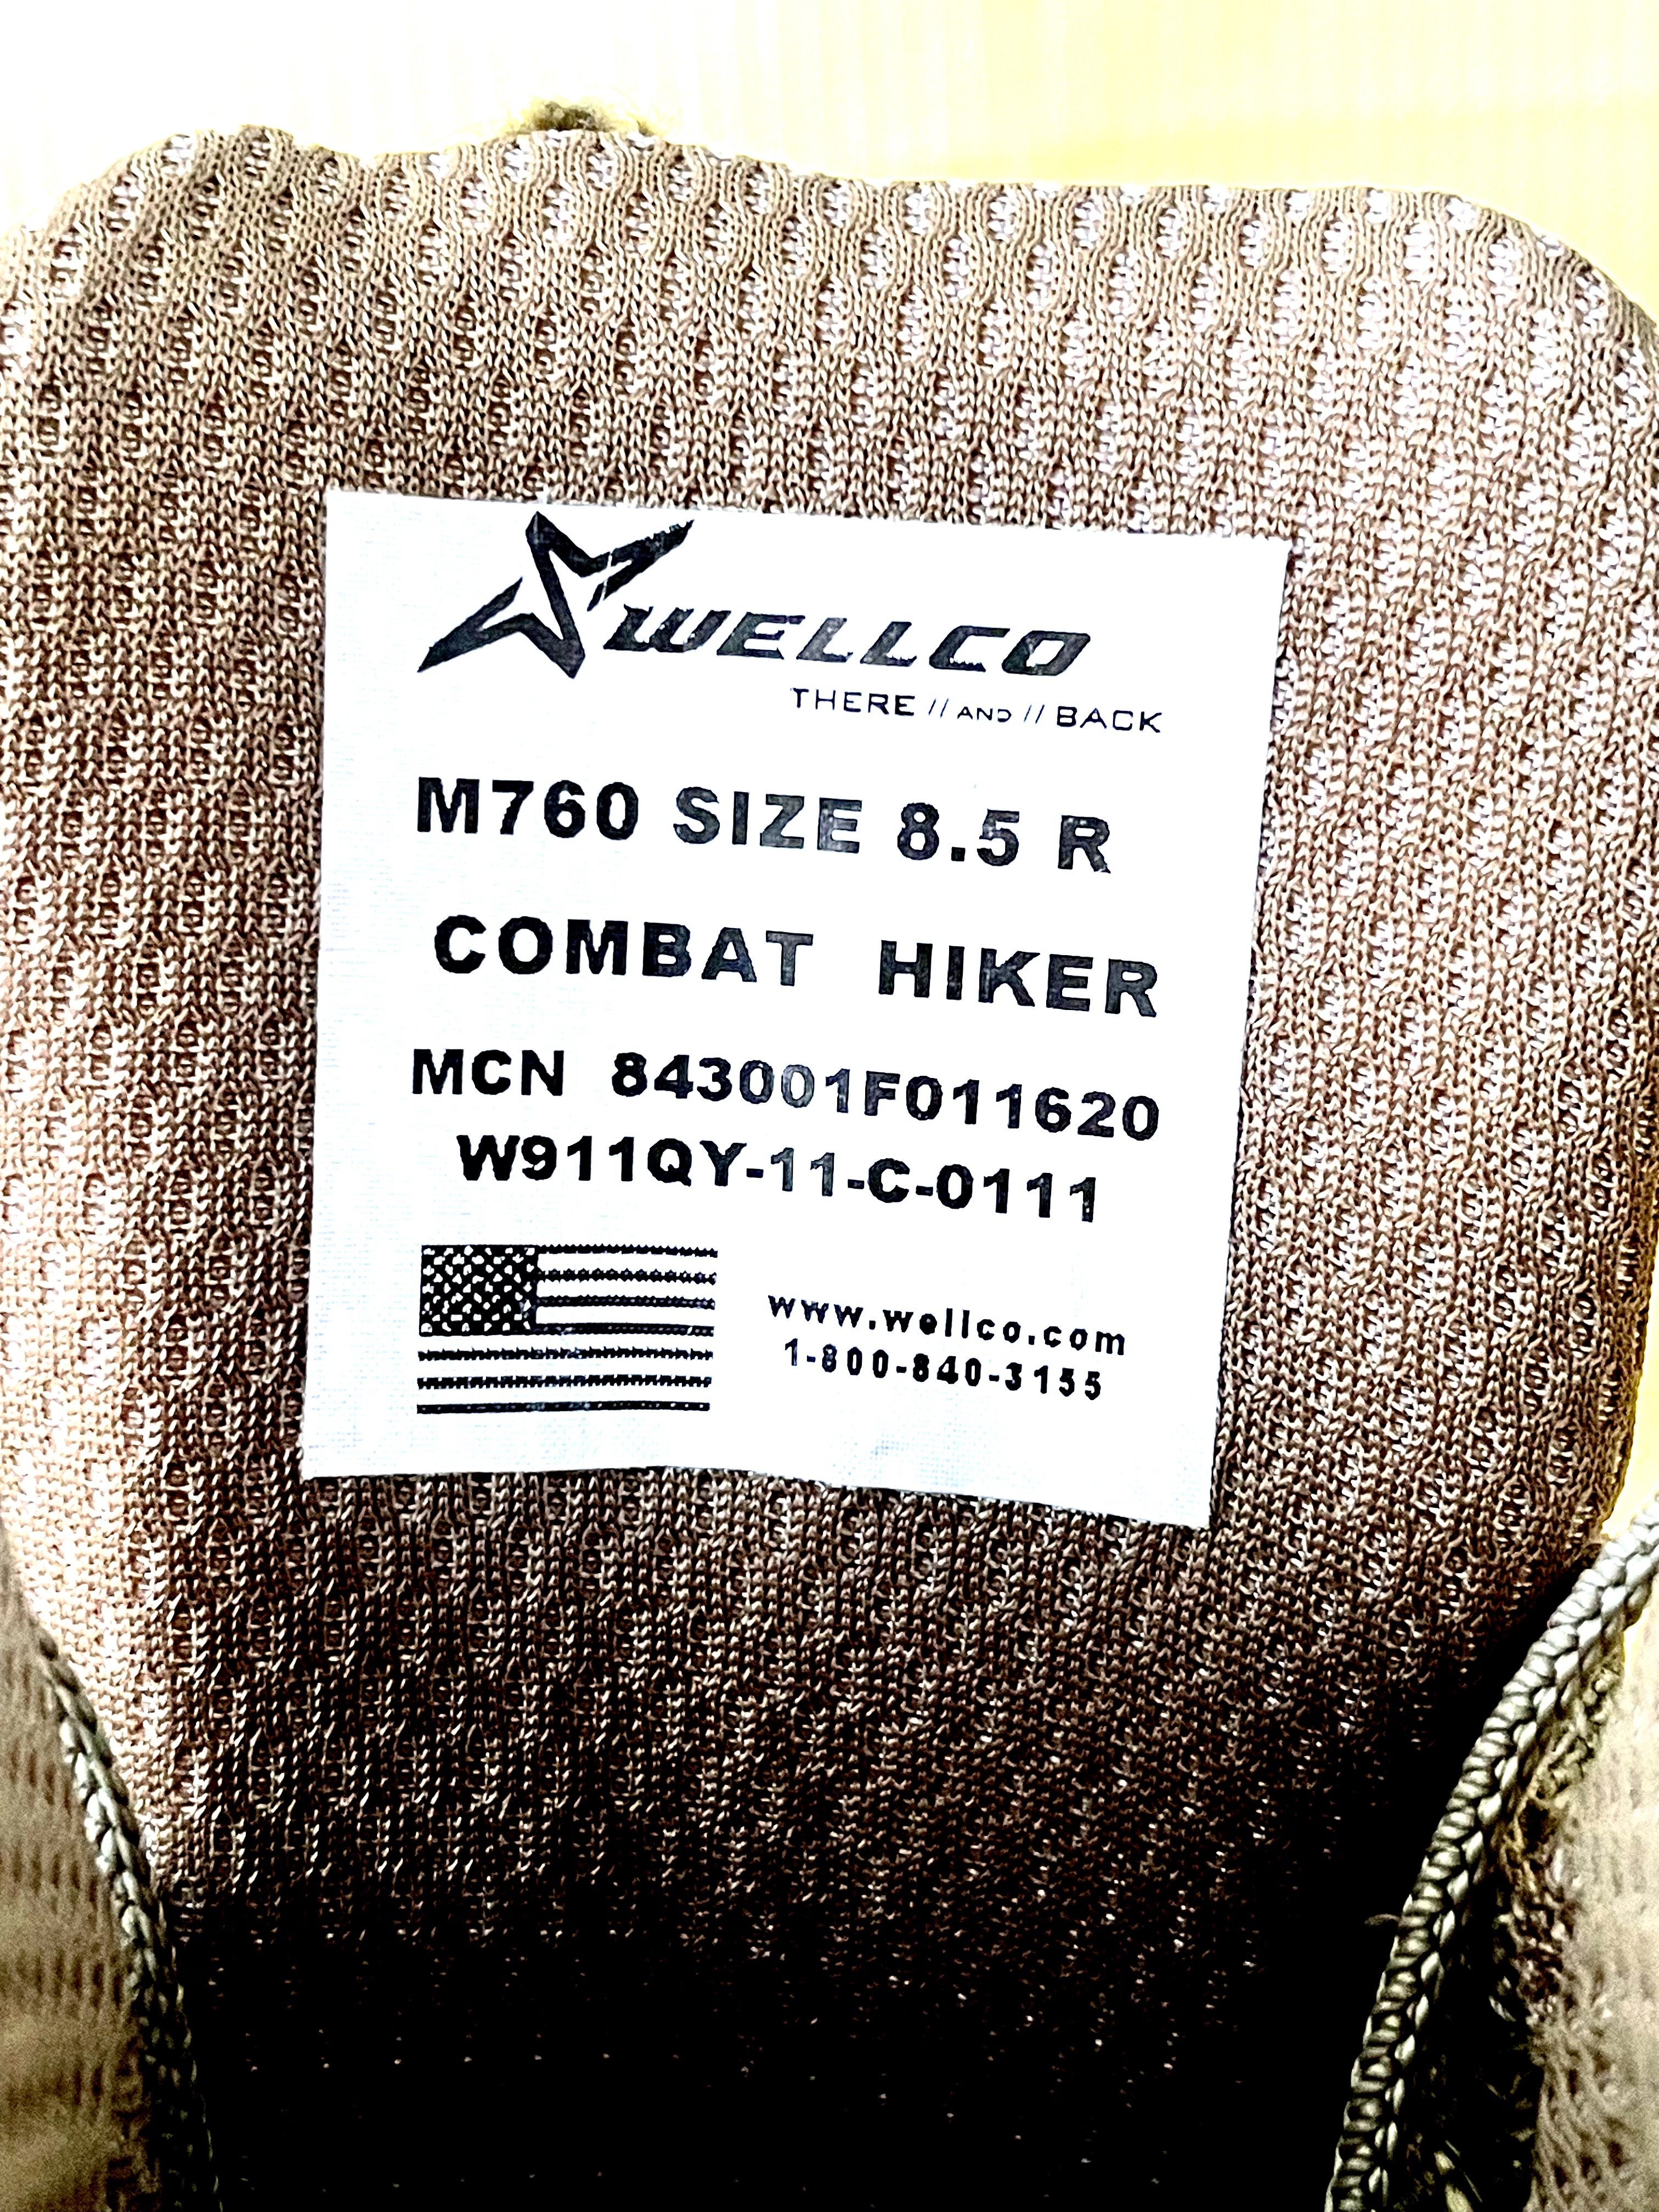 WELLCO
THERE // AND // BACK
M760 SIZE 8.5 R
COMBAT HIKER
MCN 843001F011620
W911QY-11-C-0111
www.wellco.com
1-800-840-3155